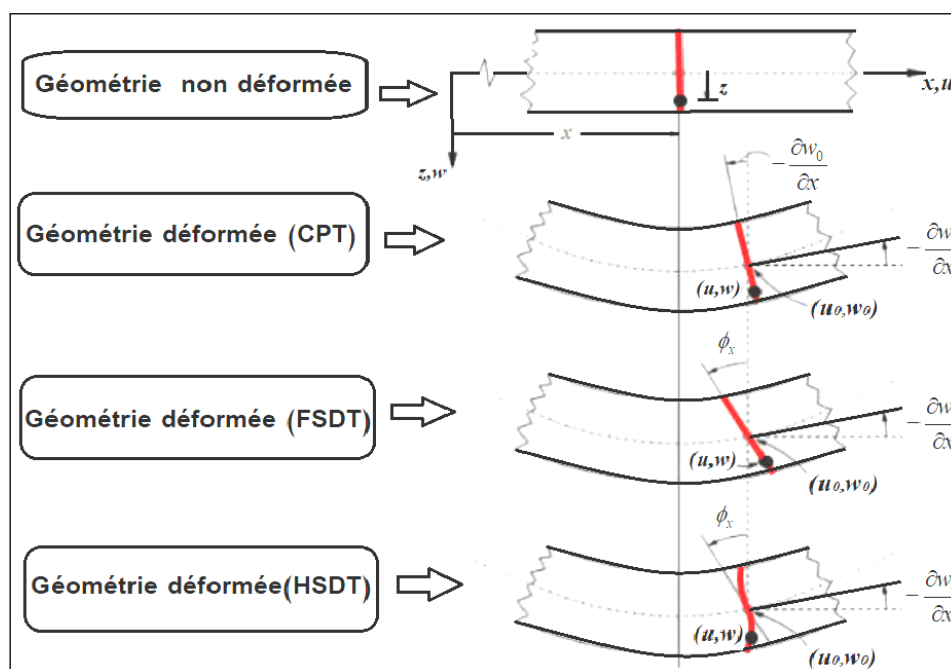 Géométrie non déformée
x,u
z
x
z,w
−∂w₀/∂x
Géométrie déformée (CPT)
−∂w/∂x
(u,w)
(u₀,w₀)
ϕₓ
Géométrie déformée (FSDT)
−∂w/∂x
(u,w)
(u₀,w₀)
ϕₓ
Géométrie déformée(HSDT)
−∂w/∂x
(u,w)
(u₀,w₀)